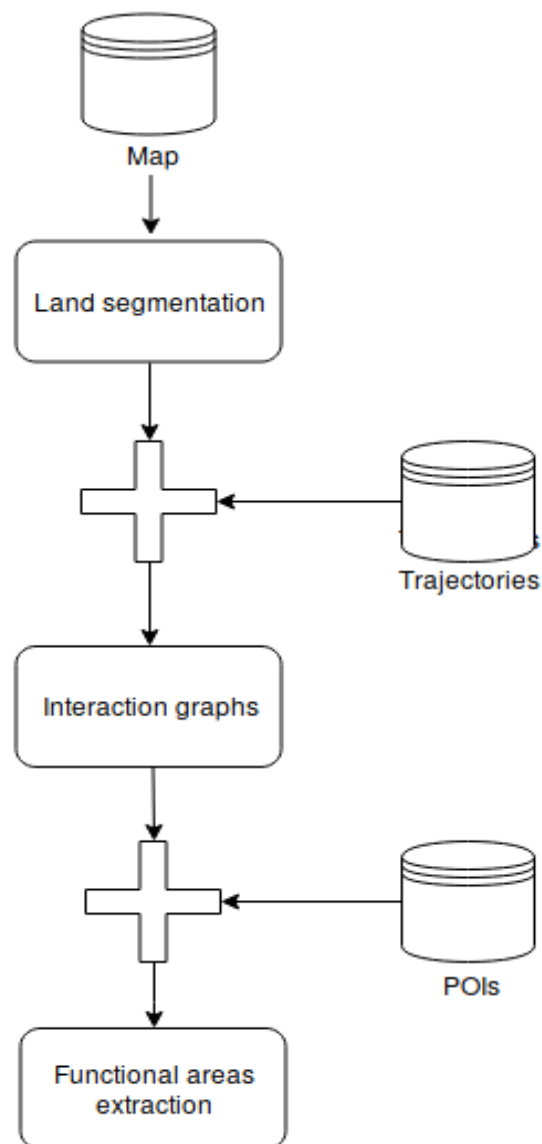 Map
Land segmentation
Trajectories
Interaction graphs
POIs
Functional areas
extraction